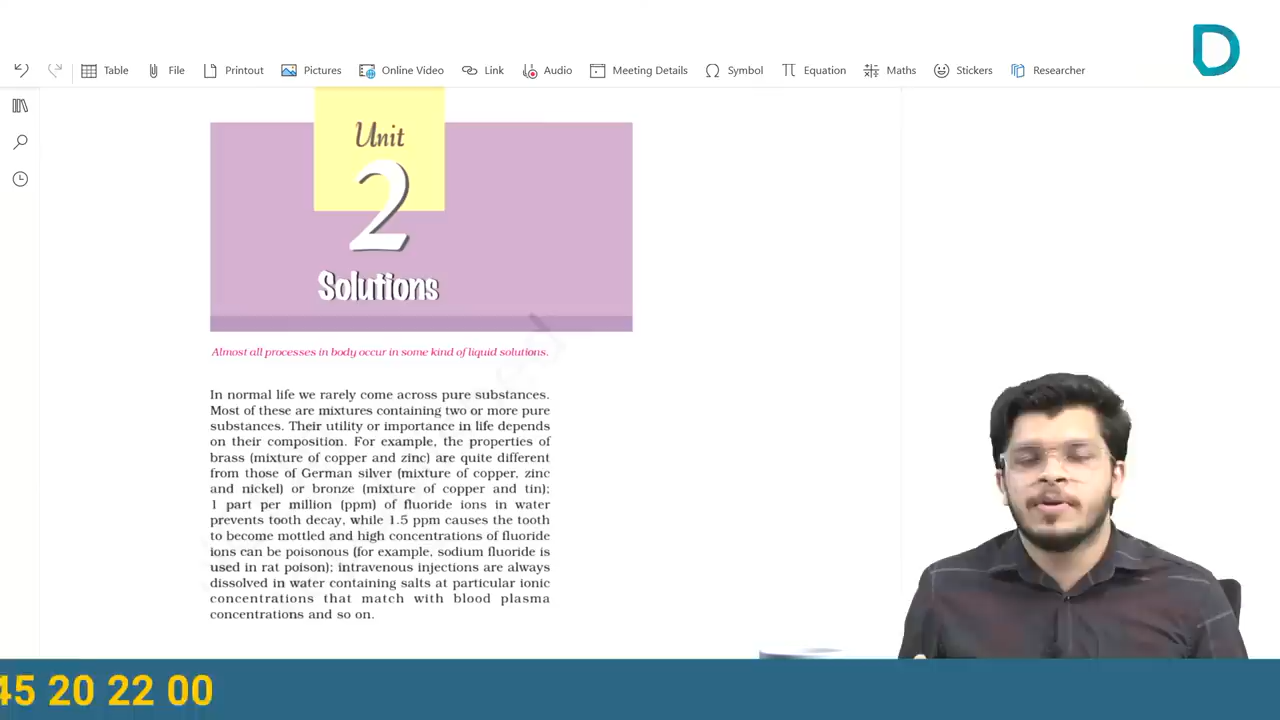 Table File Printout Pictures Online Video Link Audio Meeting Details Symbol Equation Maths Stickers Researcher
D
Unit
2
Solutions
Almost all processes in body occur in some kind of liquid solutions.
In normal life we rarely come across pure substances.
Most of these are mixtures containing two or more pure
substances. Their utility or importance in life depends
on their composition. For example, the properties of
brass (mixture of copper and zinc) are quite different
from those of German silver (mixture of copper, zinc
and nickel) or bronze (mixture of copper and tin);
1 part per million (ppm) of fluoride ions in water
prevents tooth decay, while 1.5 ppm causes the tooth
to become mottled and high concentrations of fluoride
ions can be poisonous (for example, sodium fluoride is
used in rat poison); intravenous injections are always
dissolved in water containing salts at particular ionic
concentrations that match with blood plasma
concentrations and so on.
45 20 22 00